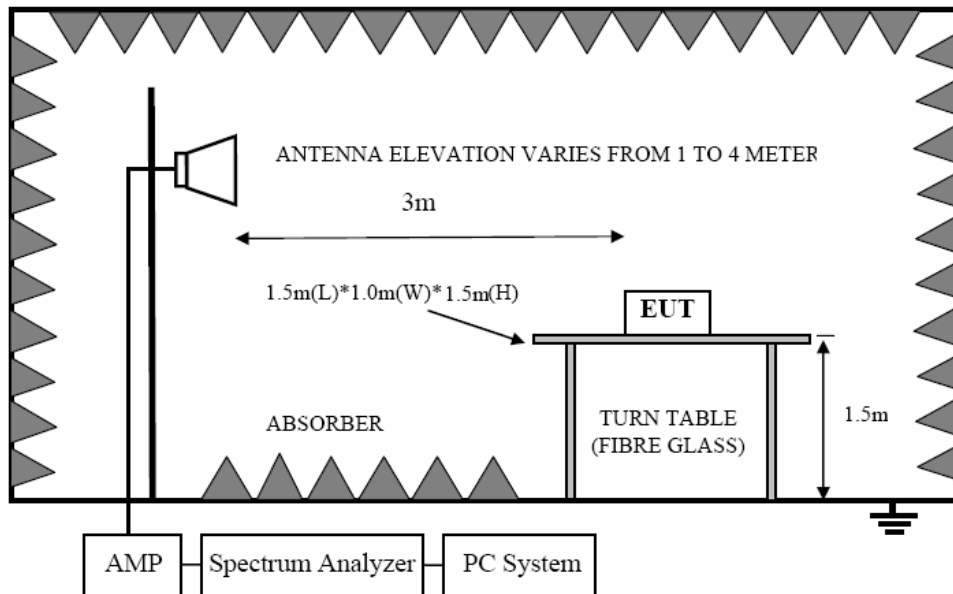 ANTENNA ELEVATION VARIES FROM 1 TO 4 METER
3m
1.5m(L)*1.0m(W)*1.5m(H)
EUT
ABSORBER
TURN TABLE
(FIBRE GLASS)
1.5m
AMP
Spectrum Analyzer
PC System